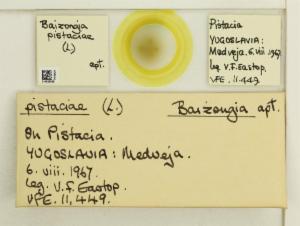 Baizongia
pistaciae
(L.)
apt.
Pistacia
YUGOSLAVIA:
Medveja. 6.viii.1967
leg V.F. Eastop.
VFE. 11,449.
pistaciae (L.) Baizongia apt.
On Pistacia.
YUGOSLAVIA: Medveja.
6. viii. 1967.
Leg. V.F. Eastop.
VFE. 11,449.